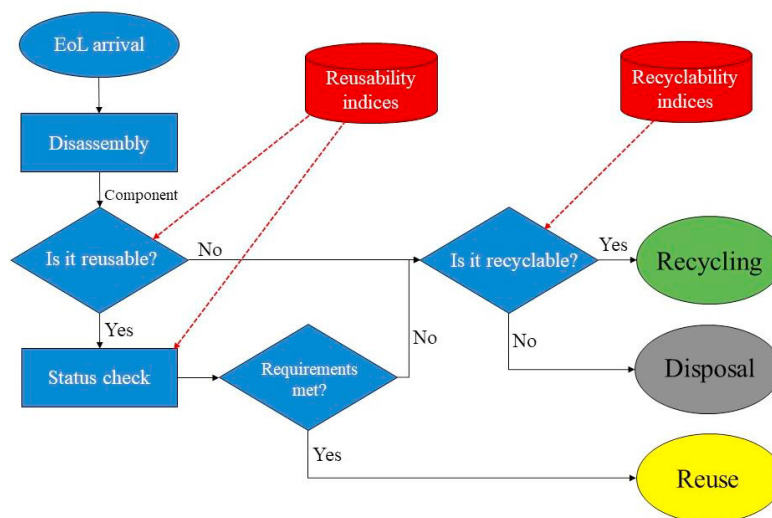 EoL arrival
Reusability
indices
Recyclability
indices
Disassembly
Component
Is it reusable?
No
Is it recyclable?
Yes
Recycling
Yes
No
No
Status check
Requirements
met?
Disposal
Yes
Reuse